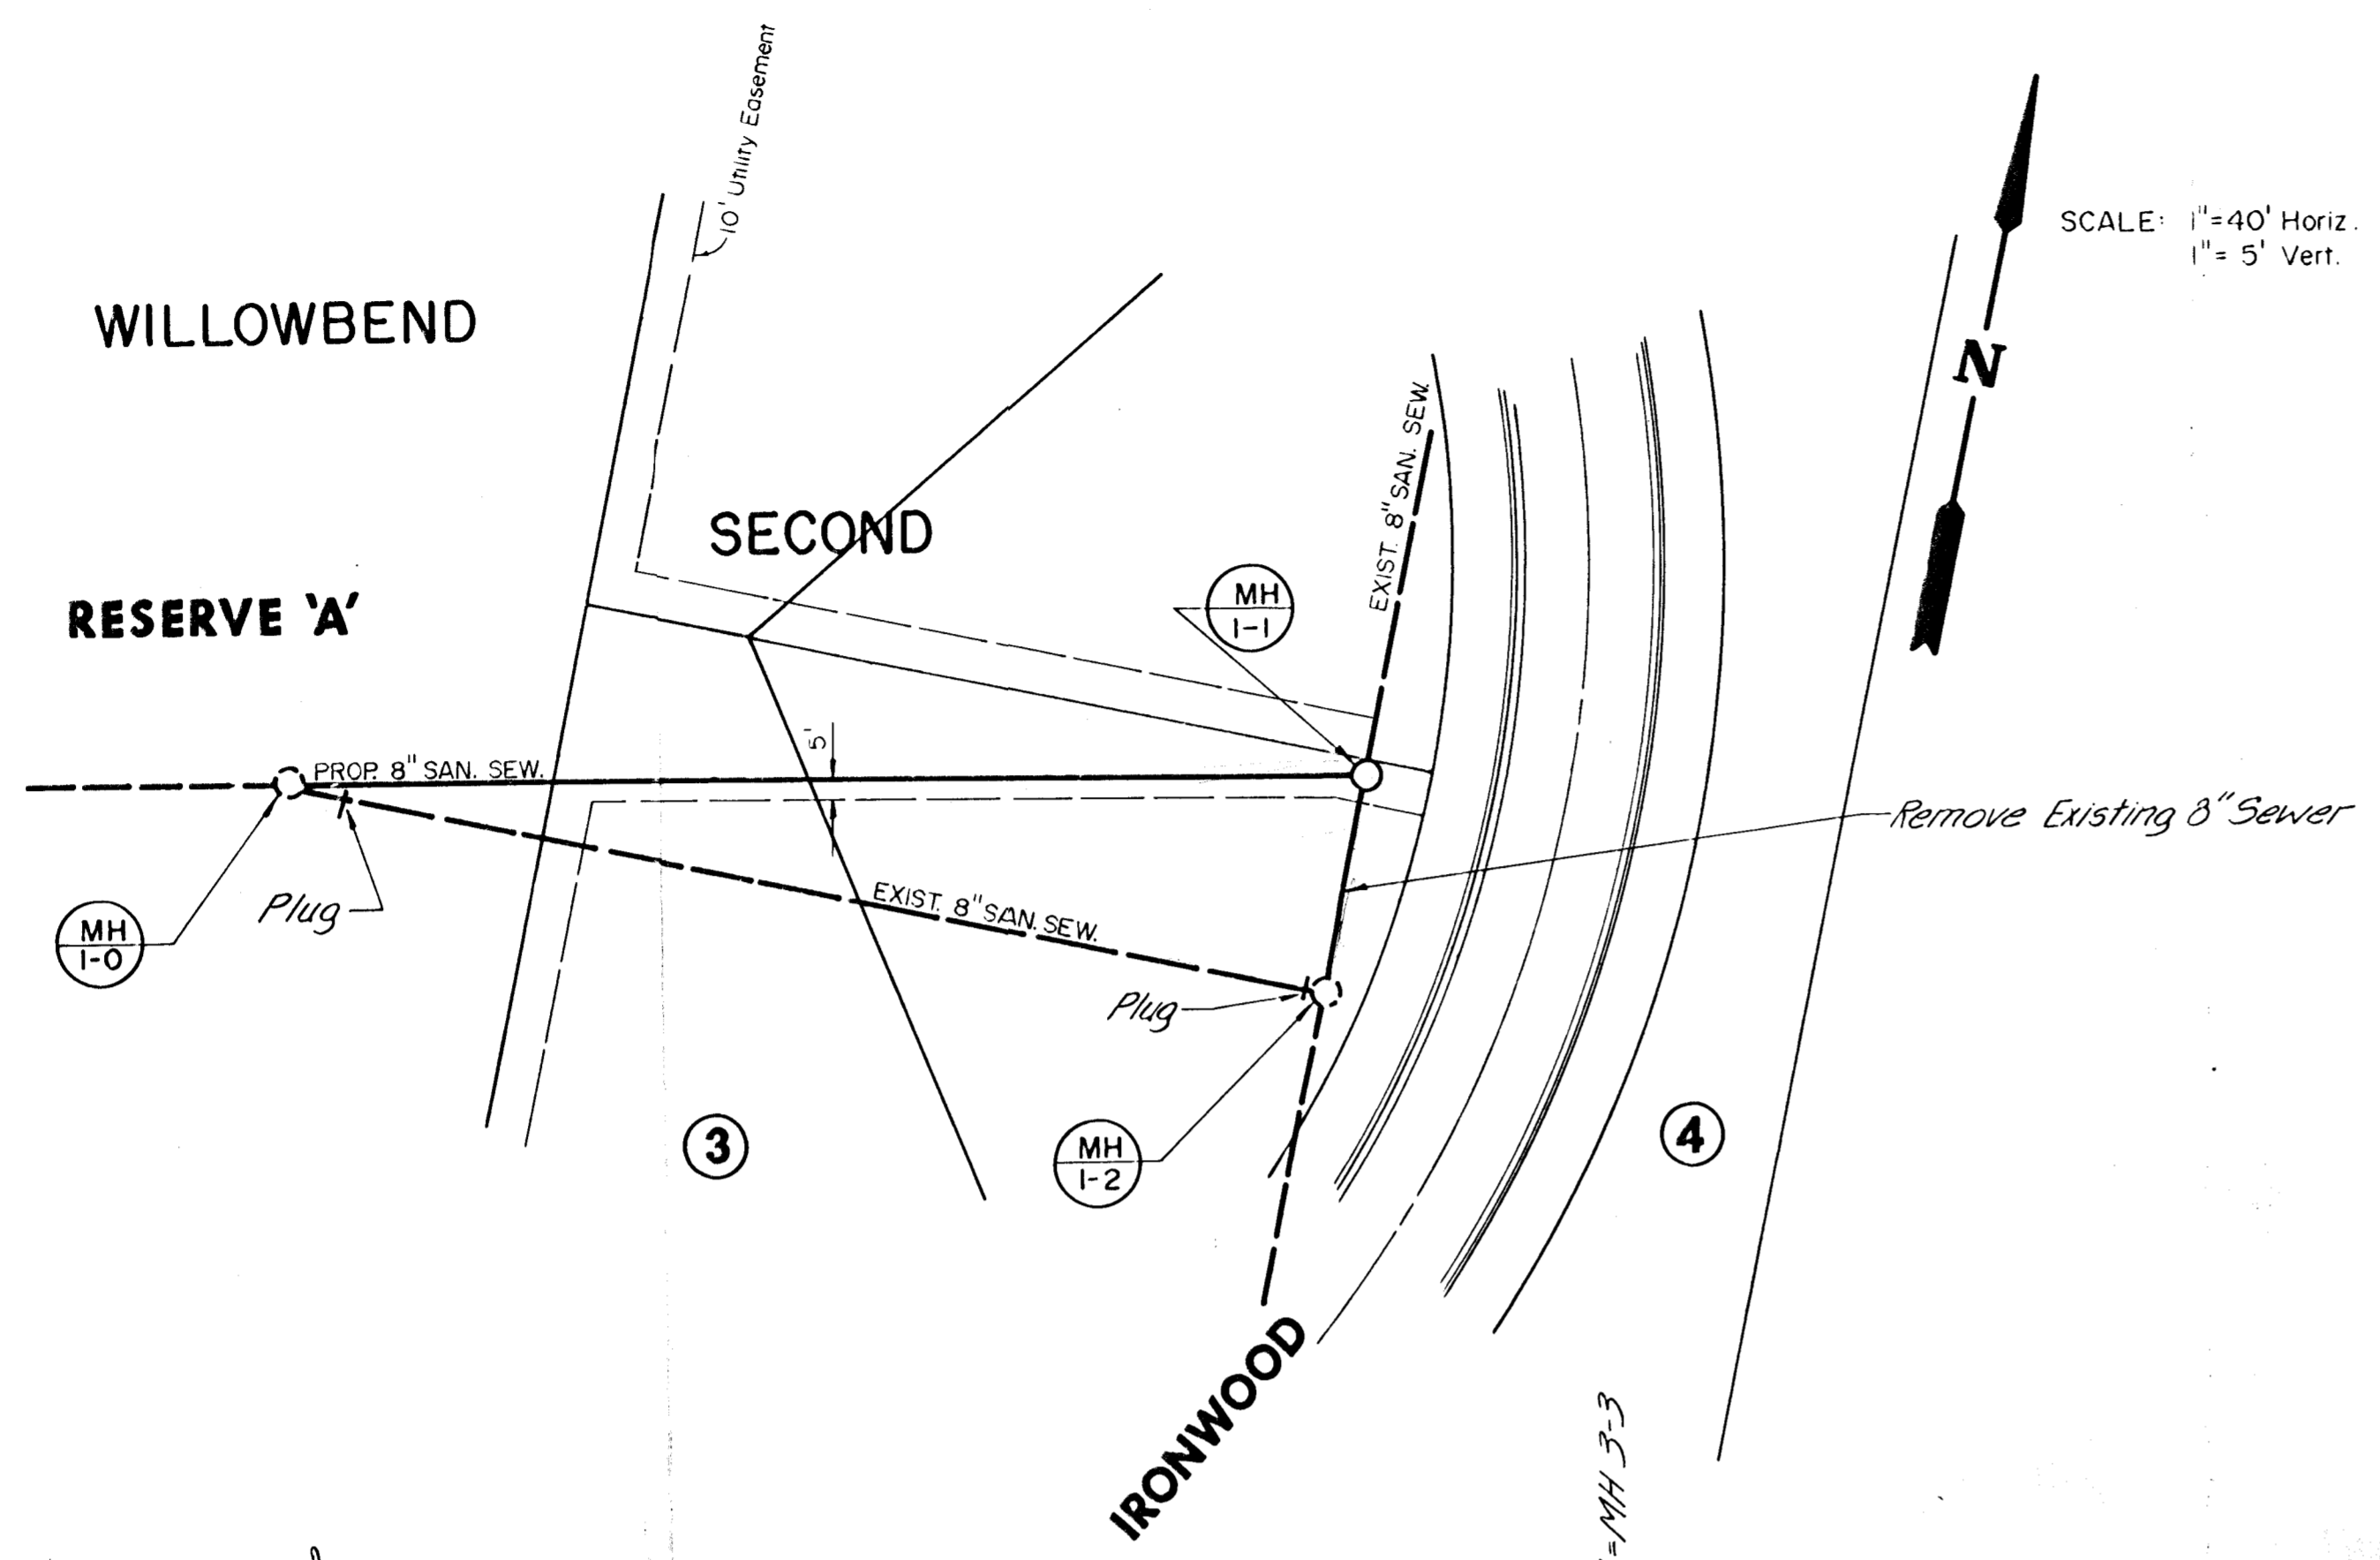 10' Utility Easement
SCALE: 1"=40' Horiz.
1"= 5' Vert.
WILLOWBEND
N
EXIST. 8" SAN. SEW.
SECOND
RESERVE 'A'
MH
1-1
5'
PROP. 8" SAN. SEW.
Remove Existing 8" Sewer
EXIST. 8" SAN. SEW.
Plug
MH
1-0
Plug
3
MH
1-2
4
IRONWOOD
=MH 3-3